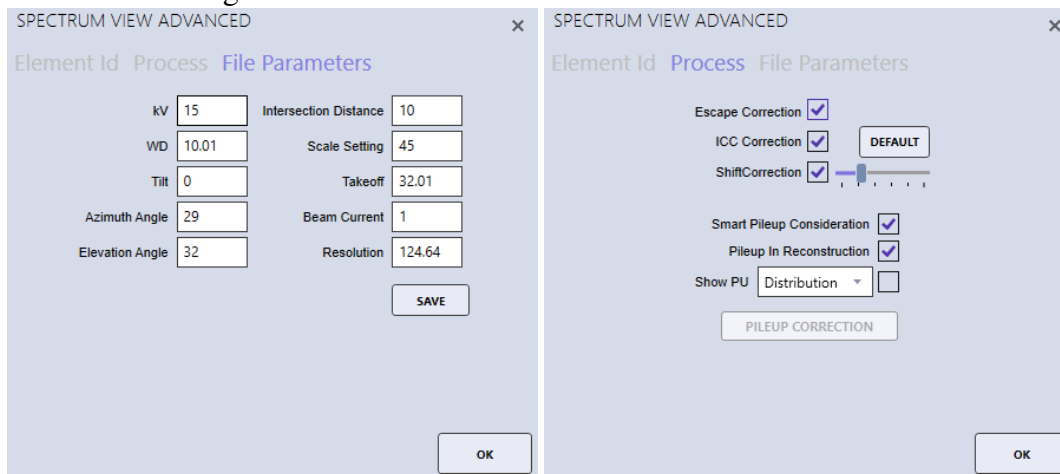 SPECTRUM VIEW ADVANCED
Element Id Process File Parameters
kV 15 Intersection Distance 10
WD 10.01 Scale Setting 45
Tilt 0 Takeoff 32.01
Azimuth Angle 29 Beam Current 1
Elevation Angle 32 Resolution 124.64
SAVE
OK
SPECTRUM VIEW ADVANCED
Element Id Process File Parameters
Escape Correction
ICC Correction DEFAULT
ShiftCorrection
Smart Pileup Consideration
Pileup In Reconstruction
Show PU Distribution
PILEUP CORRECTION
OK